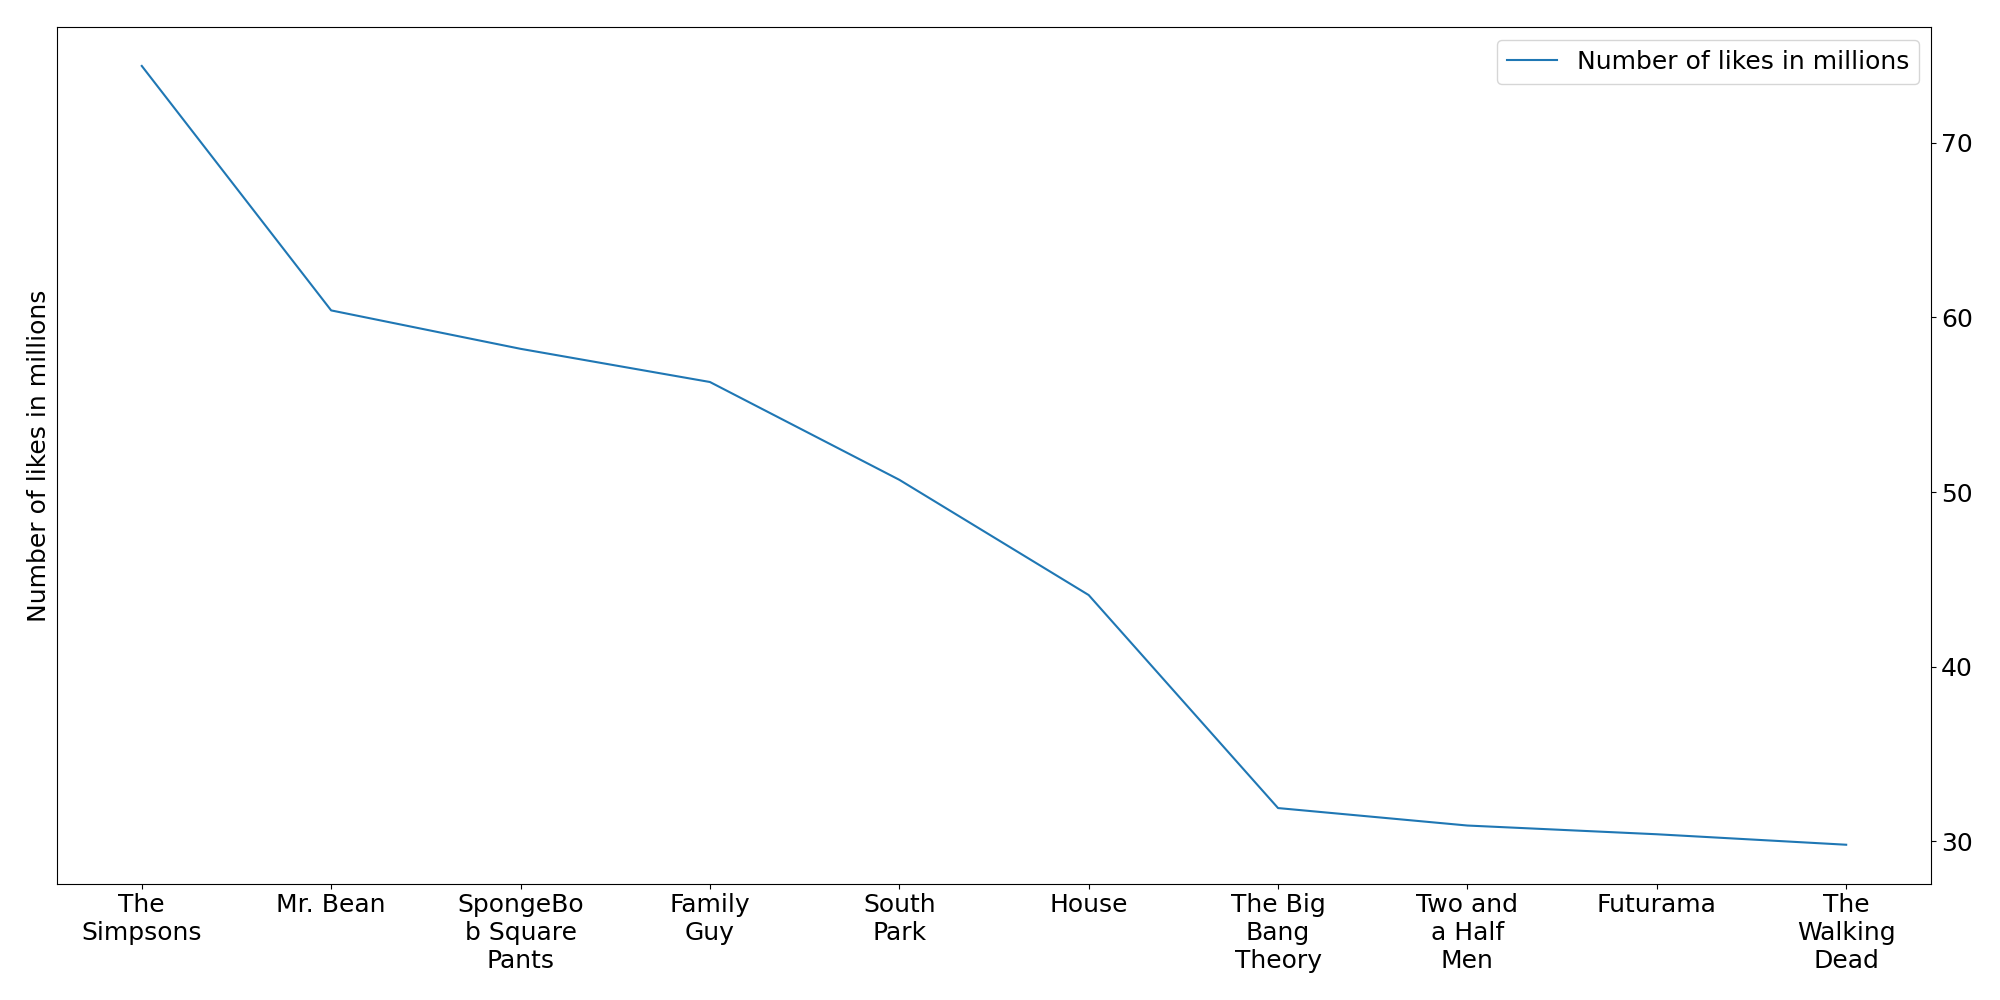 Number of likes in millions
Number of likes in millions
70
60
50
40
30
The
Simpsons
Mr. Bean
SpongeBo
b Square
Pants
Family
Guy
South
Park
House
The Big
Bang
Theory
Two and
a Half
Men
Futurama
The
Walking
Dead